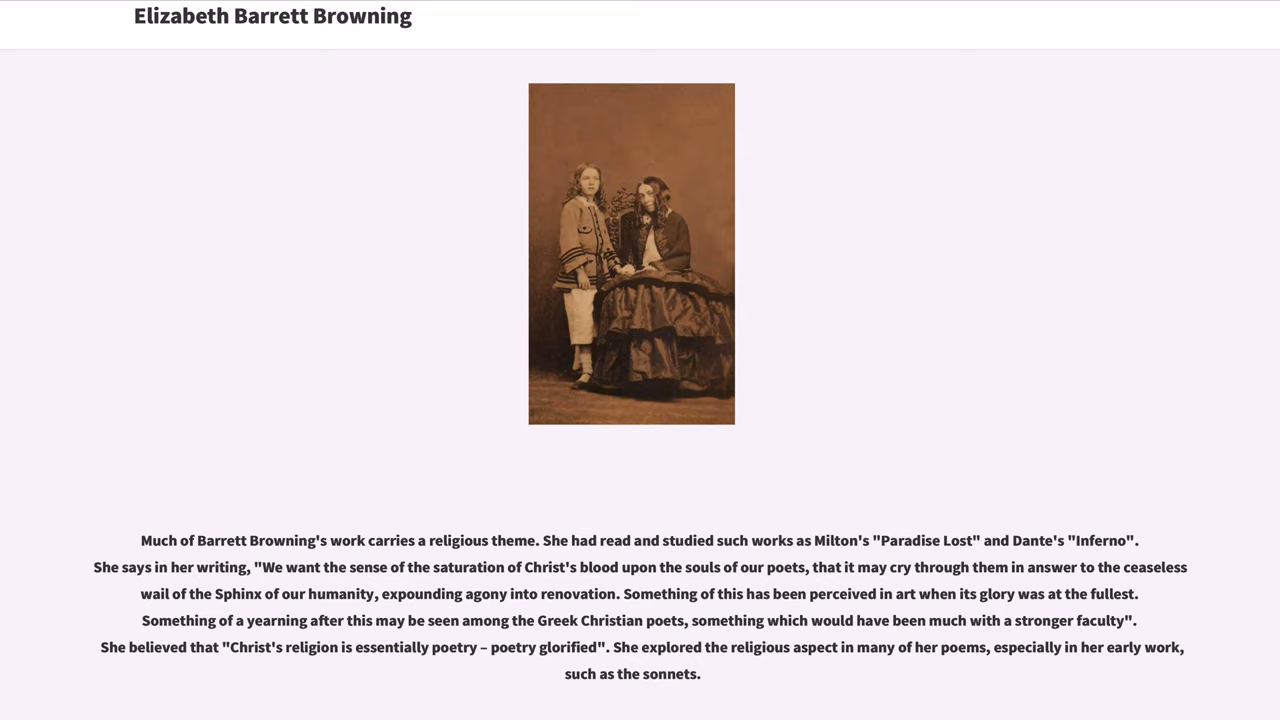 Elizabeth Barrett Browning
Much of Barrett Browning's work carries a religious theme. She had read and studied such works as Milton's "Paradise Lost" and Dante's "Inferno".
She says in her writing, "We want the sense of the saturation of Christ's blood upon the souls of our poets, that it may cry through them in answer to the ceaseless
wail of the Sphinx of our humanity, expounding agony into renovation. Something of this has been perceived in art when its glory was at the fullest.
Something of a yearning after this may be seen among the Greek Christian poets, something which would have been much with a stronger faculty".
She believed that "Christ's religion is essentially poetry – poetry glorified". She explored the religious aspect in many of her poems, especially in her early work,
such as the sonnets.